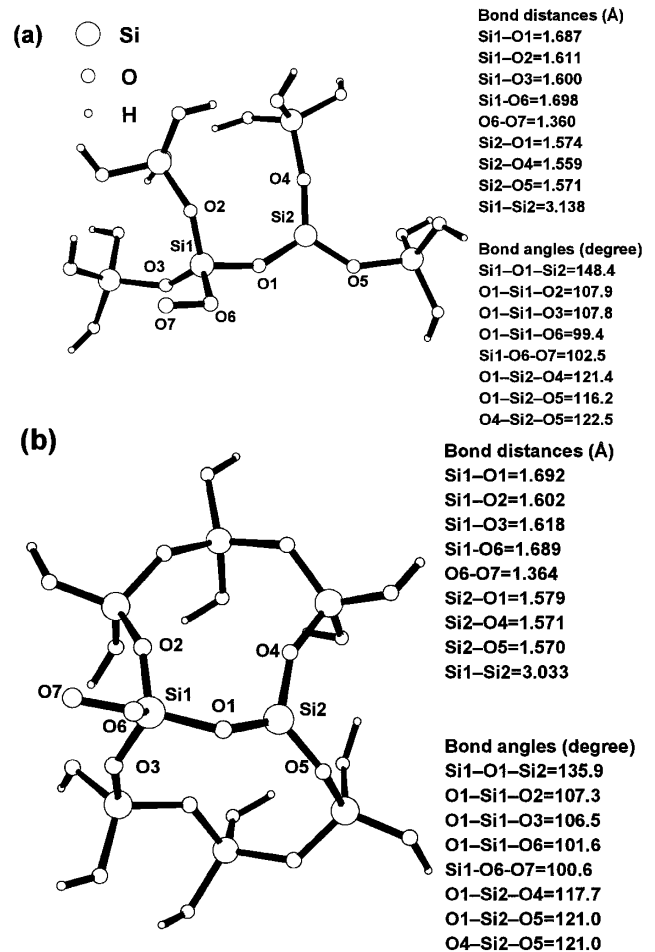 (a)
Si
O
H
O4
O2
Si2
Si1
O3
O1
O5
O7
O6
Bond distances (Å)
Si1–O1=1.687
Si1–O2=1.611
Si1–O3=1.600
Si1-O6=1.698
O6-O7=1.360
Si2–O1=1.574
Si2–O4=1.559
Si2–O5=1.571
Si1–Si2=3.138
Bond angles (degree)
Si1–O1–Si2=148.4
O1–Si1–O2=107.9
O1–Si1–O3=107.8
O1–Si1–O6=99.4
Si1-O6-O7=102.5
O1–Si2–O4=121.4
O1–Si2–O5=116.2
O4–Si2–O5=122.5
(b)
O2
O4
O7
Si1
O1
Si2
O6
O3
O5
Bond distances (Å)
Si1–O1=1.692
Si1–O2=1.602
Si1–O3=1.618
Si1-O6=1.689
O6-O7=1.364
Si2–O1=1.579
Si2–O4=1.571
Si2–O5=1.570
Si1–Si2=3.033
Bond angles (degree)
Si1–O1–Si2=135.9
O1–Si1–O2=107.3
O1–Si1–O3=106.5
O1–Si1–O6=101.6
Si1-O6-O7=100.6
O1–Si2–O4=117.7
O1–Si2–O5=121.0
O4–Si2–O5=121.0